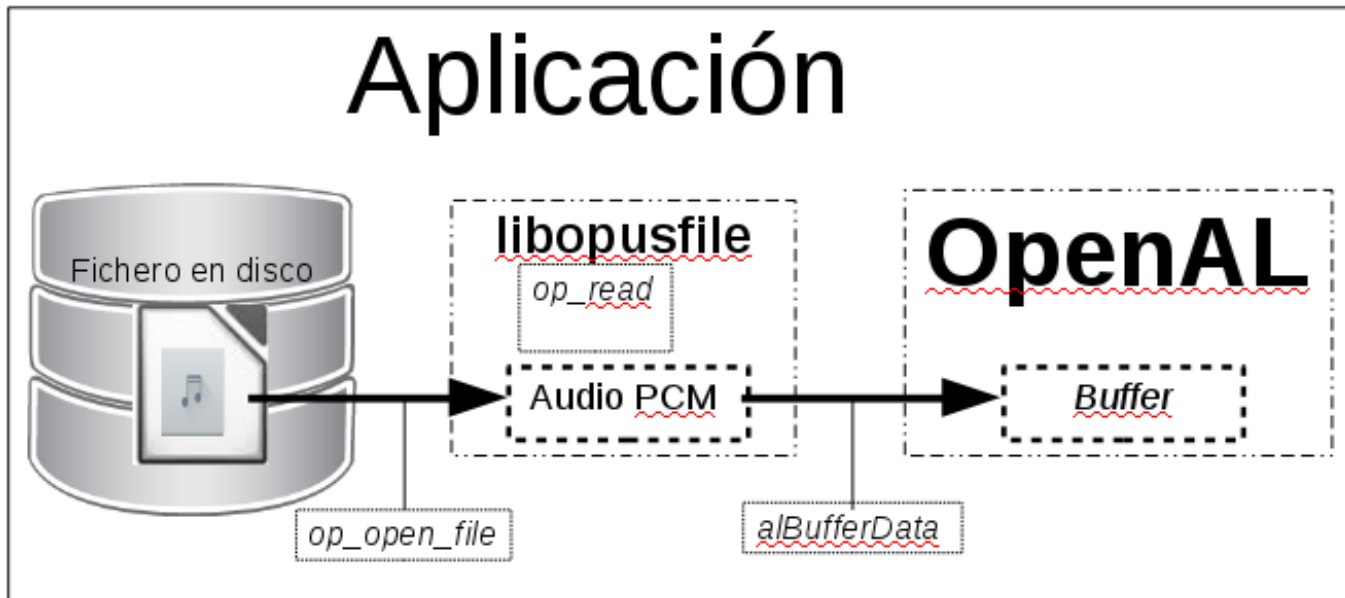 Aplicación
Fichero en disco
libopusfile
op_read
Audio PCM
OpenAL
Buffer
op_open_file
alBufferData